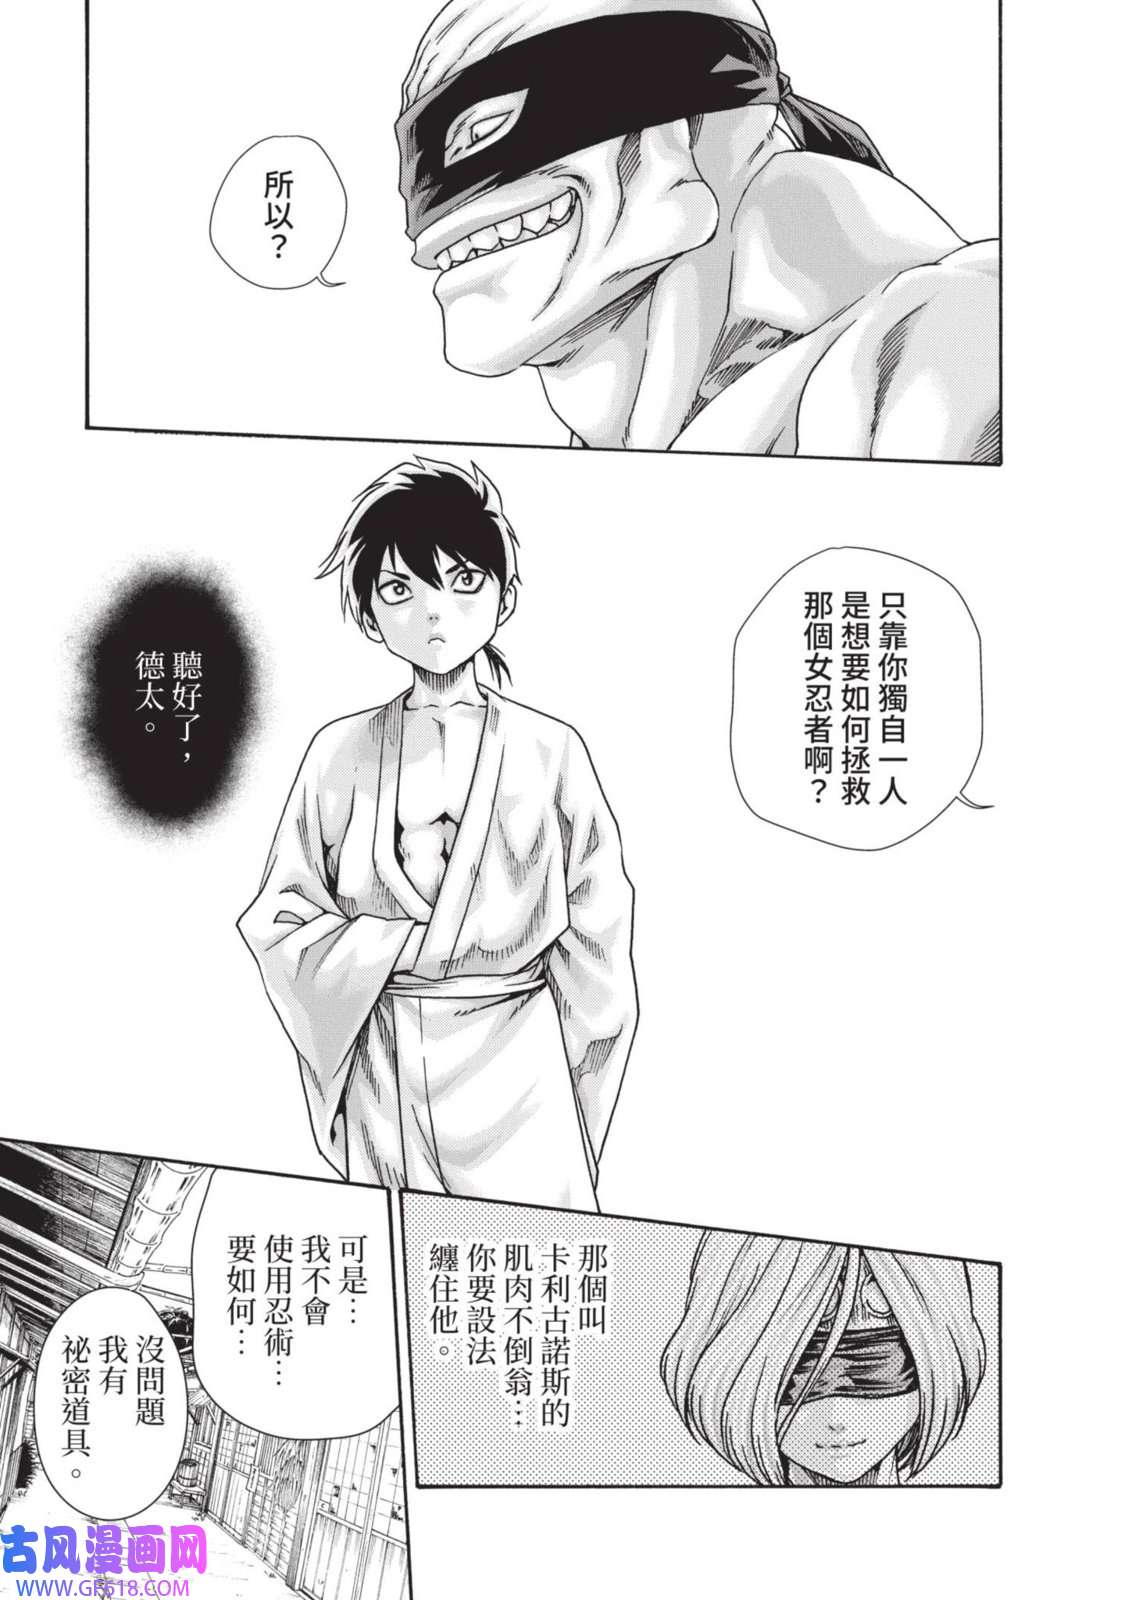 所以？
只靠你獨自一人
是想要如何拯救
那個女忍者啊？
聽好了，
德太。
那個叫
卡利古諾斯的
肌肉不倒翁…
你要設法
纏住他。
可是…
我不會
使用忍術…
要如何…
沒問題
我有
祕密道具。
古风漫画网
WWW.GF518.COM